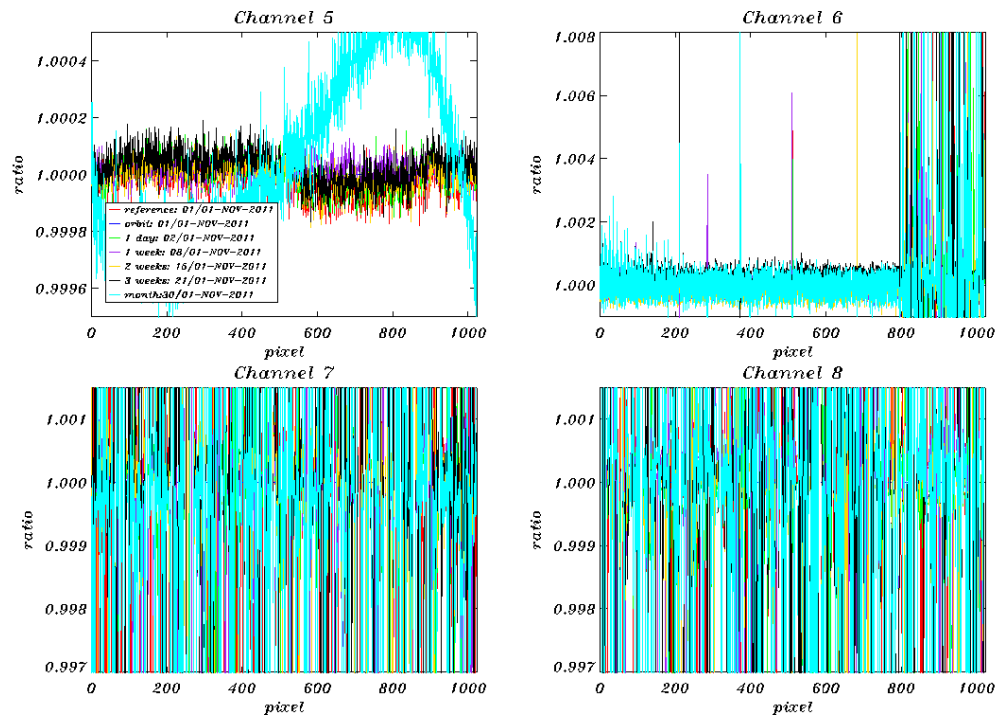 Channel 5
Channel 6
1.0004
1.0002
1.0000
0.9998
0.9996
ratio
reference: 01/01-NOV-2011
orbit: 01/01-NOV-2011
1 day: 02/01-NOV-2011
1 week: 08/01-NOV-2011
2 weeks: 15/01-NOV-2011
3 weeks: 21/01-NOV-2011
month:30/01-NOV-2011
0 200 400 600 800 1000
pixel
1.008
1.006
1.004
1.002
1.000
ratio
0 200 400 600 800 1000
pixel
Channel 7
Channel 8
1.001
1.000
0.999
0.998
0.997
ratio
0 200 400 600 800 1000
pixel
1.001
1.000
0.999
0.998
0.997
ratio
0 200 400 600 800 1000
pixel